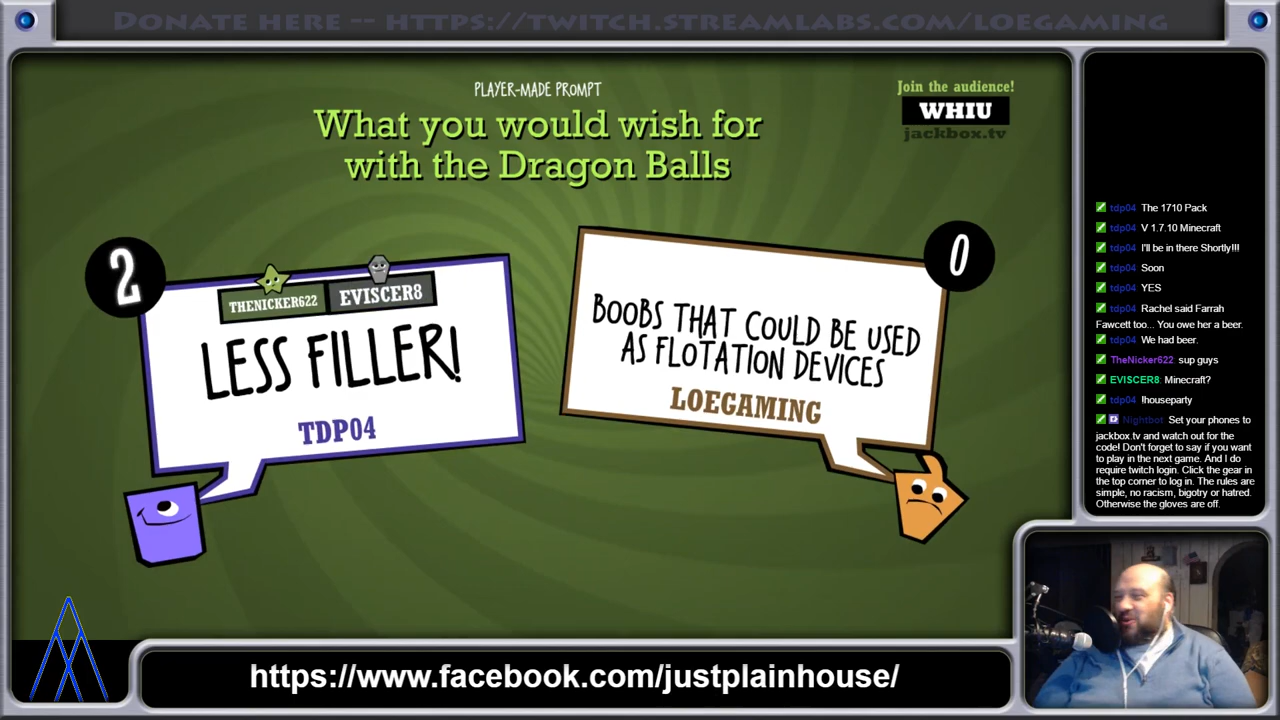 Donate here -- https://twitch.streamlabs.com/loegaming
PLAYER-MADE PROMPT
What you would wish for
with the Dragon Balls
Join the audience!
WHIU
jackbox.tv
2
THENICKER622
EVISCER8
LESS FILLER!
TDP04
0
BOOBS THAT COULD BE USED
AS FLOTATION DEVICES
LOEGAMING
tdp04 The 1710 Pack
tdp04 V 1.7.10 Minecraft
tdp04 I'll be in there Shortly!!!
tdp04 Soon
tdp04 YES
tdp04 Rachel said Farrah
Fawcett too... You owe her a beer.
tdp04 We had beer.
TheNicker622 sup guys
EVISCER8: Minecraft?
tdp04 !houseparty
Nightbot Set your phones to
jackbox.tv and watch out for the
code! Don't forget to say if you want
to play in the next game. And I do
require twitch login. Click the gear in
the top corner to log in. The rules are
simple, no racism, bigotry or hatred.
Otherwise the gloves are off.
https://www.facebook.com/justplainhouse/